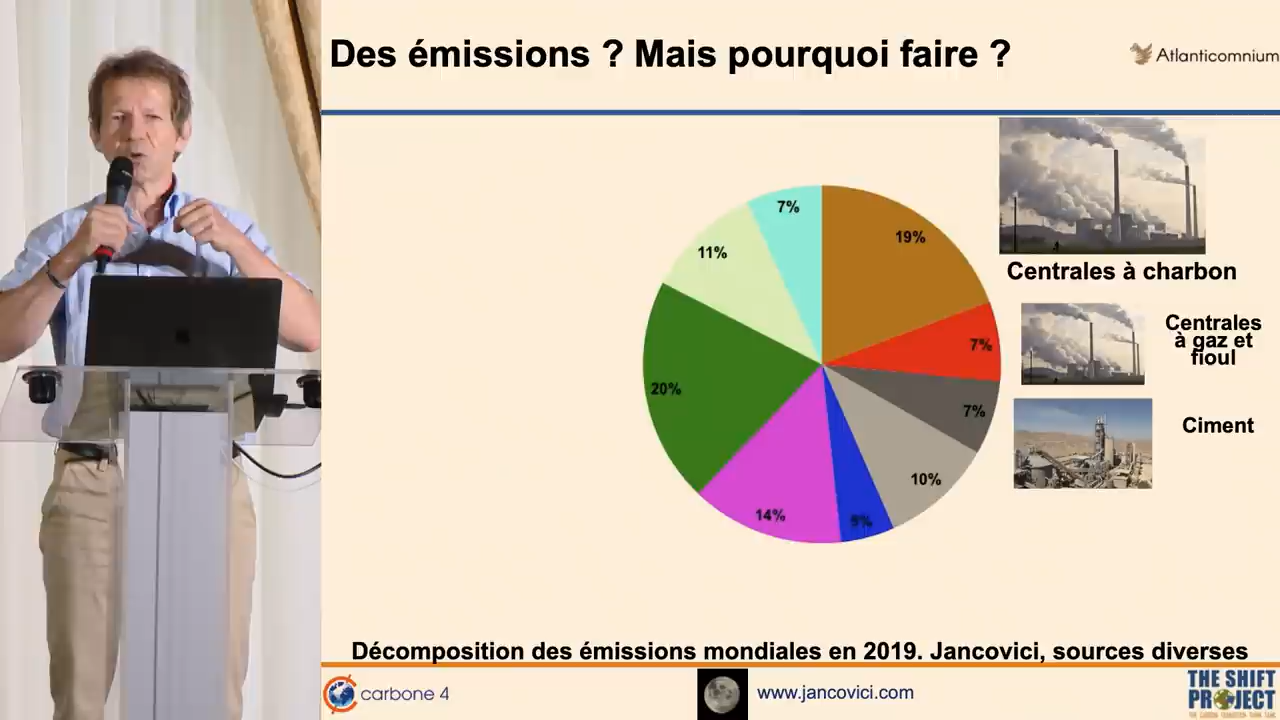 Des émissions ? Mais pourquoi faire ?
Atlanticomnium
7%
19%
11%
Centrales à charbon
Centrales
à gaz et
fioul
7%
20%
7%
Ciment
10%
14%
5%
Décomposition des émissions mondiales en 2019. Jancovici, sources diverses
carbone 4
www.jancovici.com
THE SHIFT
PROJECT